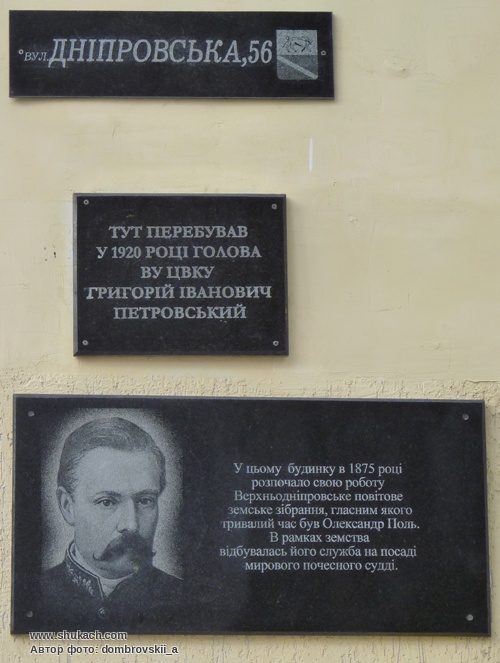 ВУЛ.ДНІПРОВСЬКА,56
ТУТ ПЕРЕБУВАВ
У 1920 РОЦІ ГОЛОВА
ВУ ЦВКУ
ГРИГОРІЙ ІВАНОВИЧ
ПЕТРОВСЬКИЙ
У цьому будинку в 1875 році
розпочало свою роботу
Верхньодніпровське повітове
земське зібрання, гласним якого
тривалий час був Олександр Поль.
В рамках земства
відбувалась його служба на посаді
мирового почесного судді.
www.shukach.com
Автор фото: dombrovskii_a